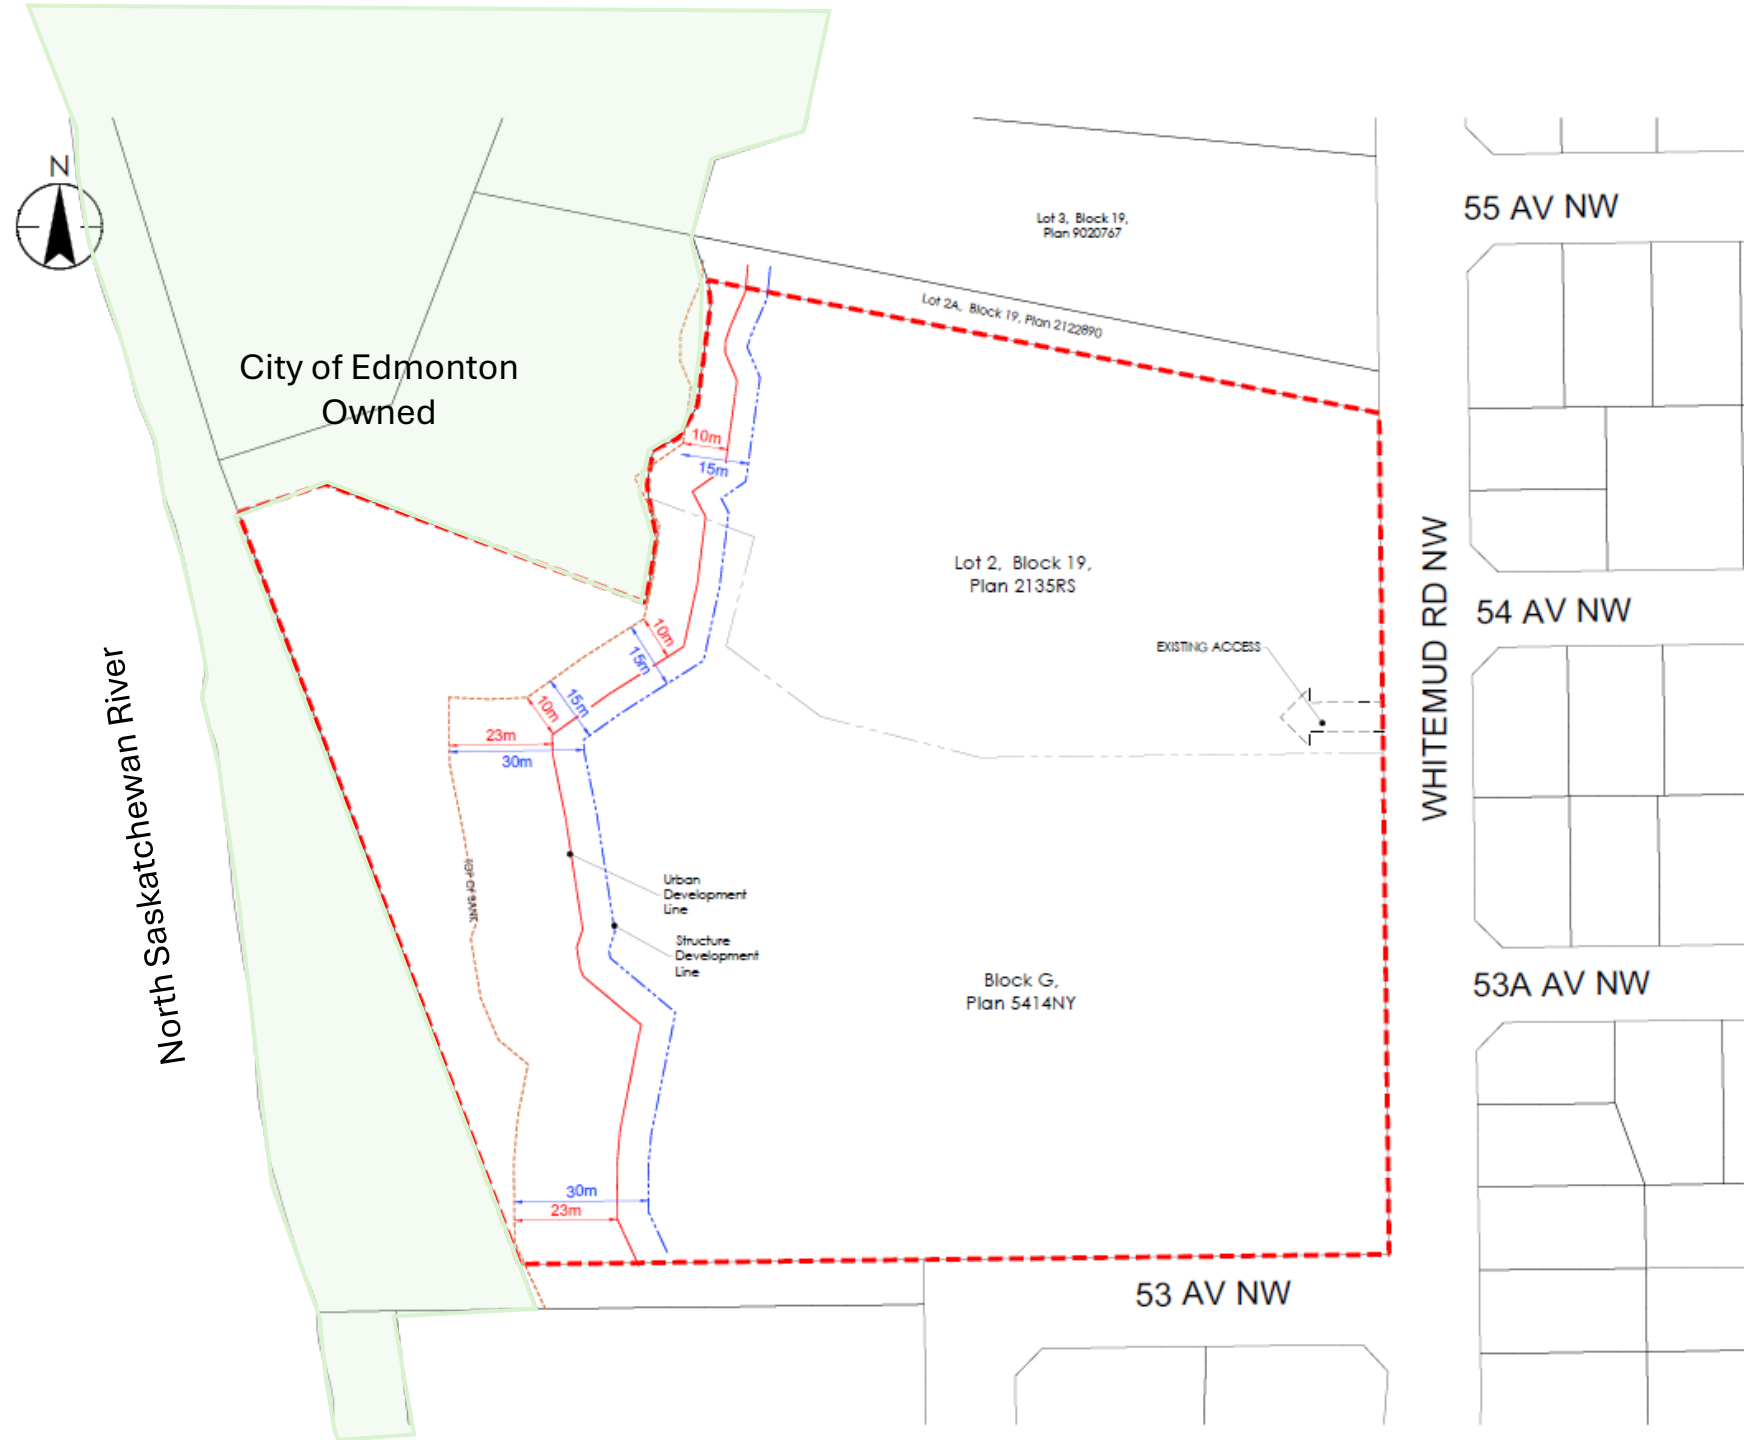 N
55 AV NW
Lot 3, Block 19,
Plan 9020767
Lot 2A, Block 19, Plan 2122890
City of Edmonton
Owned
10m
15m
Lot 2, Block 19,
Plan 2135RS
54 AV NW
WHITEMUD RD NW
EXISTING ACCESS
10m
15m
15m
10m
23m
30m
North Saskatchewan River
TOP OF BANK
Urban
Development
Line
Structure
Development
Line
Block G,
Plan 5414NY
53A AV NW
30m
23m
53 AV NW